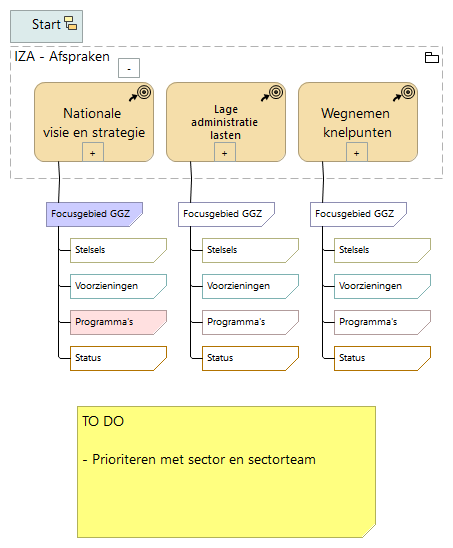 Start
IZA - Afspraken
-
Nationale
visie en strategie
+
Lage
administratie
lasten
+
Wegnemen
knelpunten
+
Focusgebied GGZ
Stelsels
Voorzieningen
Programma's
Status
Focusgebied GGZ
Stelsels
Voorzieningen
Programma's
Status
Focusgebied GGZ
Stelsels
Voorzieningen
Programma's
Status
TO DO
- Prioriteren met sector en sectorteam